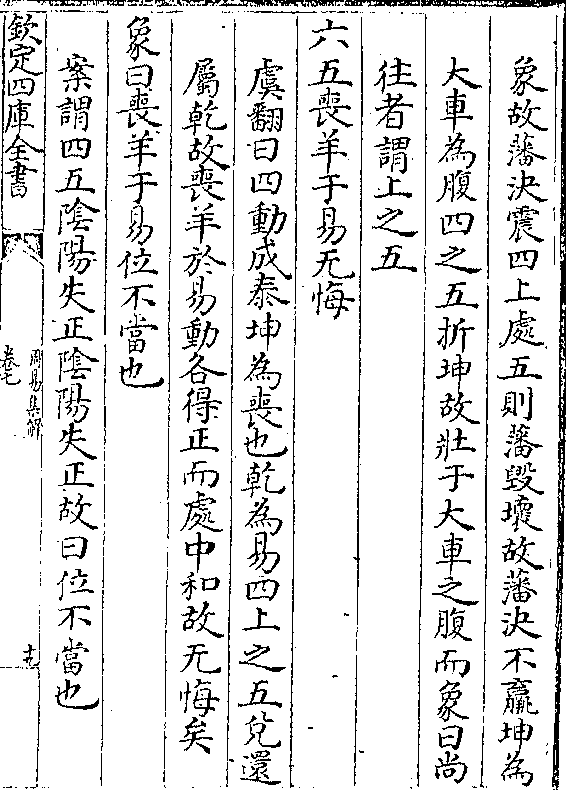 象故藩決震四上處五則藩毀壞故藩決不羸坤為
大車為腹四之五折坤故壯于大車之腹而象曰尚
往者謂上之五
六五喪羊于易无悔
虞翻曰四動成泰坤為喪也乾為易四上之五兌還
屬乾故喪羊於易動各得正而處中和故无悔矣
象曰喪羊于易位不當也
案謂四五陰陽失正陰陽失正故曰位不當也
欽定四庫全書
周易集解
卷七
十九